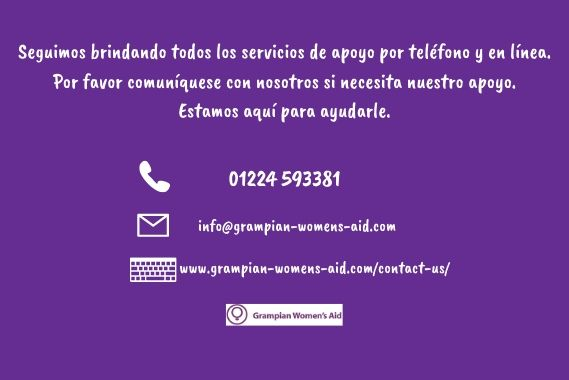 Seguimos brindando todos los servicios de apoyo por teléfono y en línea.
Por favor comuníquese con nosotros si necesita nuestro apoyo.
Estamos aquí para ayudarle.
01224 593381
info@grampian-womens-aid.com
www.grampian-womens-aid.com/contact-us/
Grampian Women's Aid